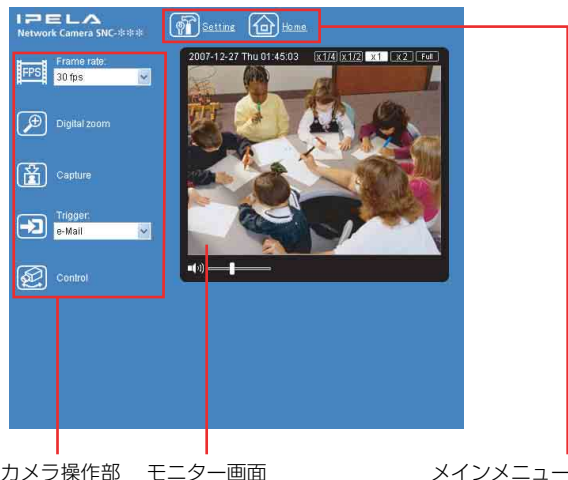 IPELA
Network Camera SNC-***
Setting Home
2007-12-27 Thu 01:45:03 x1/4 x1/2 x1 x2 Full
Frame rate:
FPS 30 fps
Digital zoom
Capture
Trigger:
e-Mail
Control
カメラ操作部 モニター画面 メインメニュー